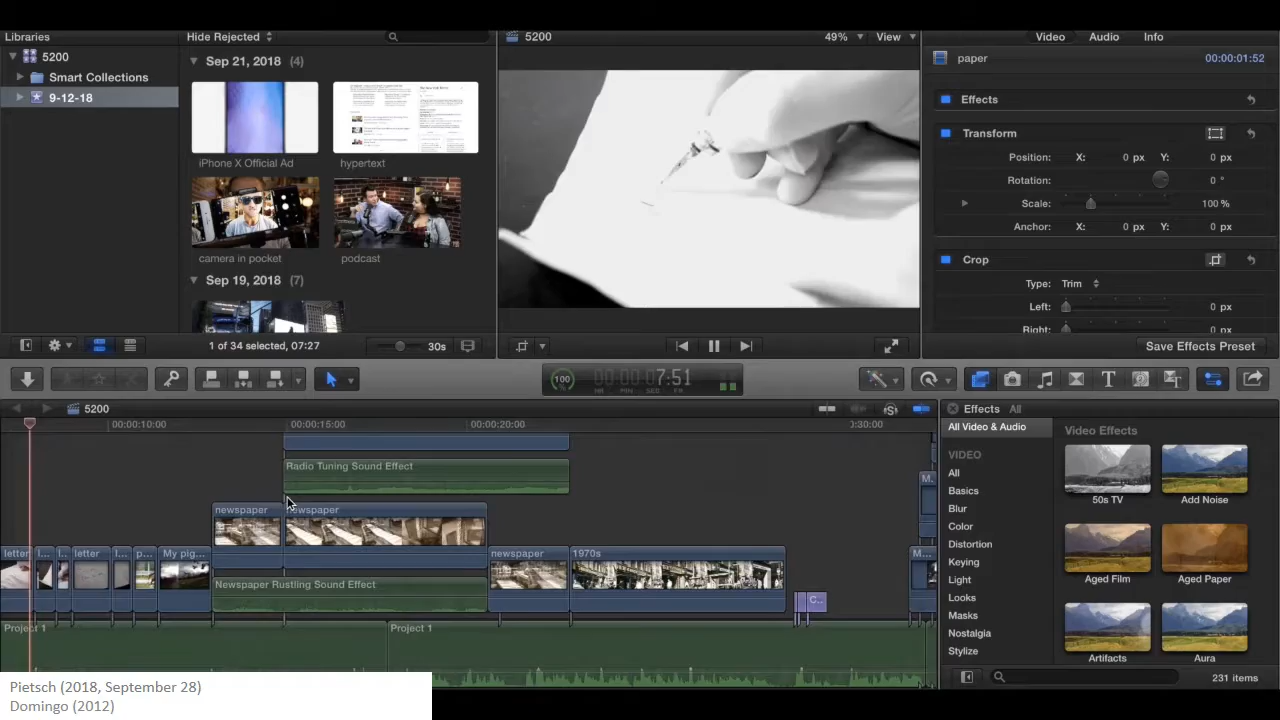 Libraries
Hide Rejected
5200
49%
View
Video
Audio
Info
5200
Smart Collections
9-12-18
Sep 21, 2018 (4)
iPhone X Official Ad
hypertext
camera in pocket
podcast
Sep 19, 2018 (7)
paper
00:00:01:52
Effects
Transform
Position: X: 0 px Y: 0 px
Rotation: 0 °
Scale: 100 %
Anchor: X: 0 px Y: 0 px
Crop
Type: Trim
Left: 0 px
Right: 0 px
1 of 34 selected, 07:27
30s
Save Effects Preset
100
00:00:07:51
HR MIN SEC FR
5200
00:00:10:00
00:00:15:00
00:00:20:00
0:30:00
Radio Tuning Sound Effect
newspaper
newspaper
letter
l...
l..
letter
l...
p...
My pig...
newspaper
1970s
M.
M...
Newspaper Rustling Sound Effect
C..
Project 1
Project 1
Effects All
All Video & Audio
VIDEO
All
Basics
Blur
Color
Distortion
Keying
Light
Looks
Masks
Nostalgia
Stylize
Video Effects
50s TV
Add Noise
Aged Film
Aged Paper
Artifacts
Aura
231 items
Pietsch (2018, September 28)
Domingo (2012)